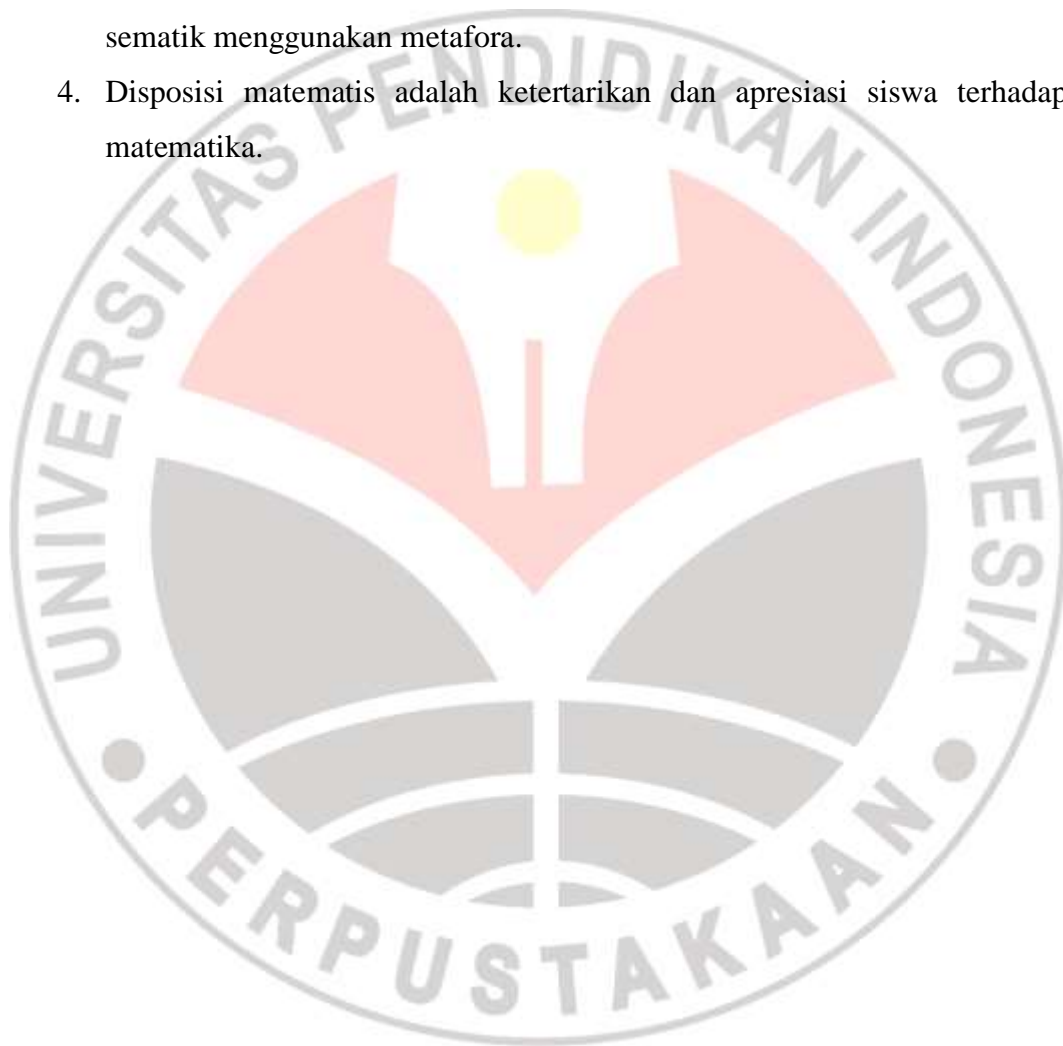 sematik menggunakan metafora.
4. Disposisi matematis adalah ketertarikan dan apresiasi siswa terhadap
matematika.
UNIVERSITAS PENDIDIKAN INDONESIA
PERPUSTAKAAN